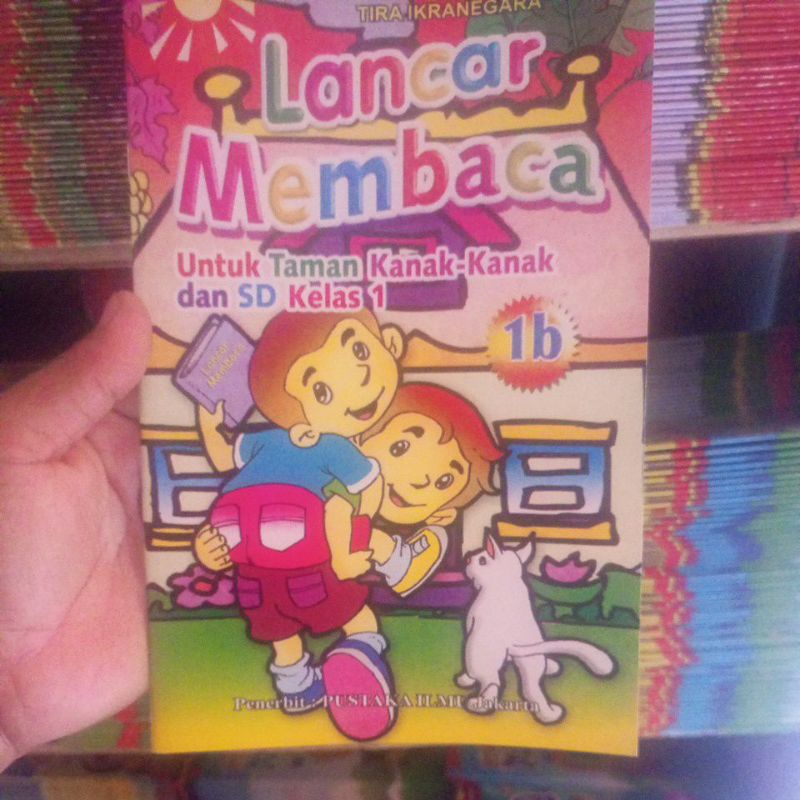 TIRA IKRANEGARA
Lancar
Membaca
Untuk Taman Kanak-Kanak
dan SD Kelas 1
1b
Lancar
Membaca
Penerbit : PUSTAKA ILMU Jakarta